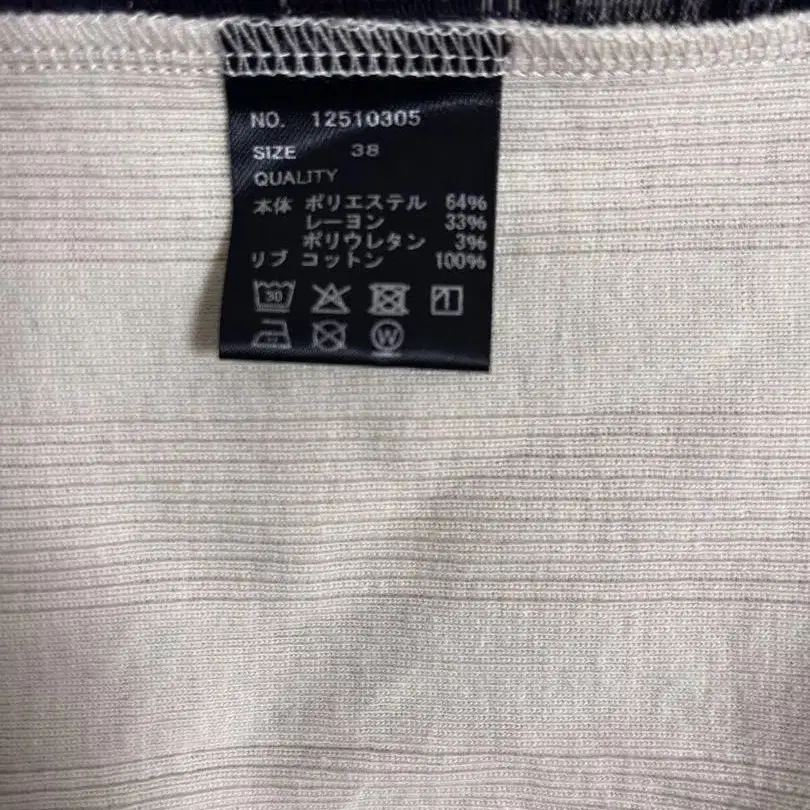 NO. 12510305
SIZE 38
QUALITY
本体 ポリエステル 64%
レーヨン 33%
ポリウレタン 3%
リブ コットン 100%
30
W